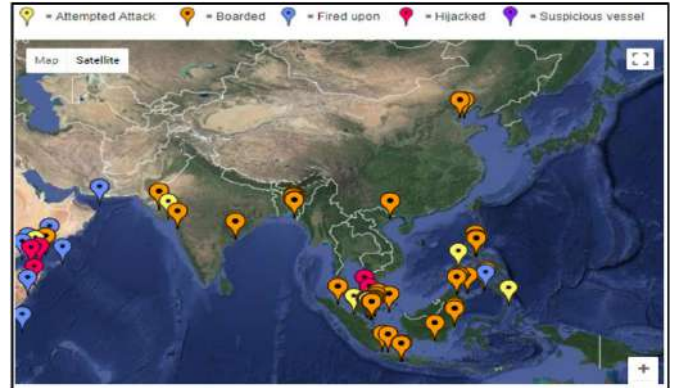 = Attempted Attack = Boarded = Fired upon = Hijacked = Suspicious vessel
Map Satellite
+